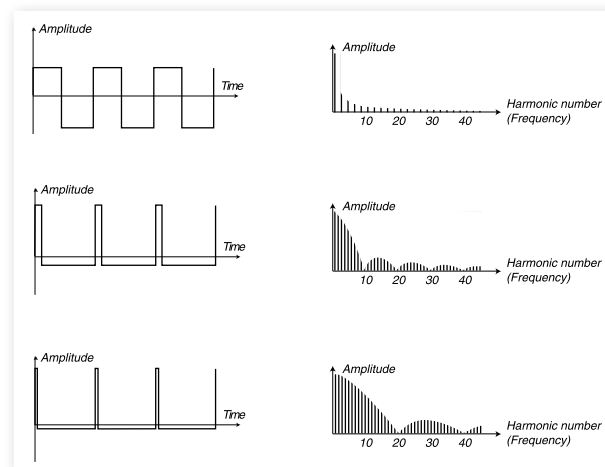 Amplitude
Time
Amplitude
Harmonic number
(Frequency)
10 20 30 40
Amplitude
Time
Amplitude
Harmonic number
(Frequency)
10 20 30 40
Amplitude
Time
Amplitude
Harmonic number
(Frequency)
10 20 30 40